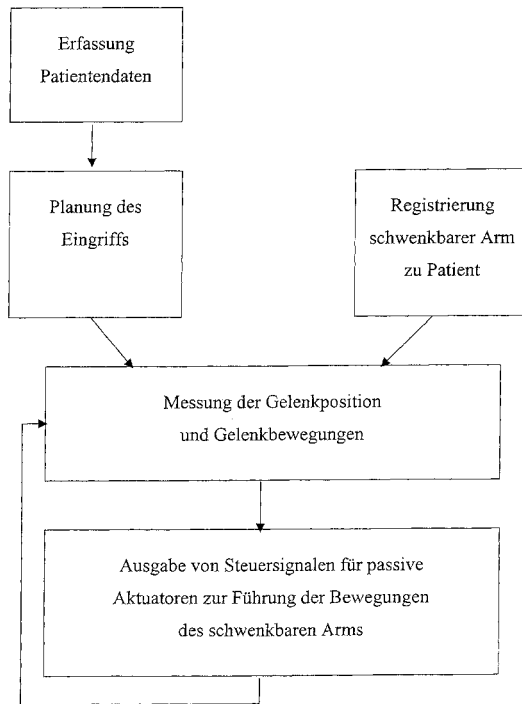 Erfassung
Patientendaten
Planung des
Eingriffs
Registrierung
schwenkbarer Arm
zu Patient
Messung der Gelenkposition
und Gelenkbewegungen
Ausgabe von Steuersignalen für passive
Aktuatoren zur Führung der Bewegungen
des schwenkbaren Arms